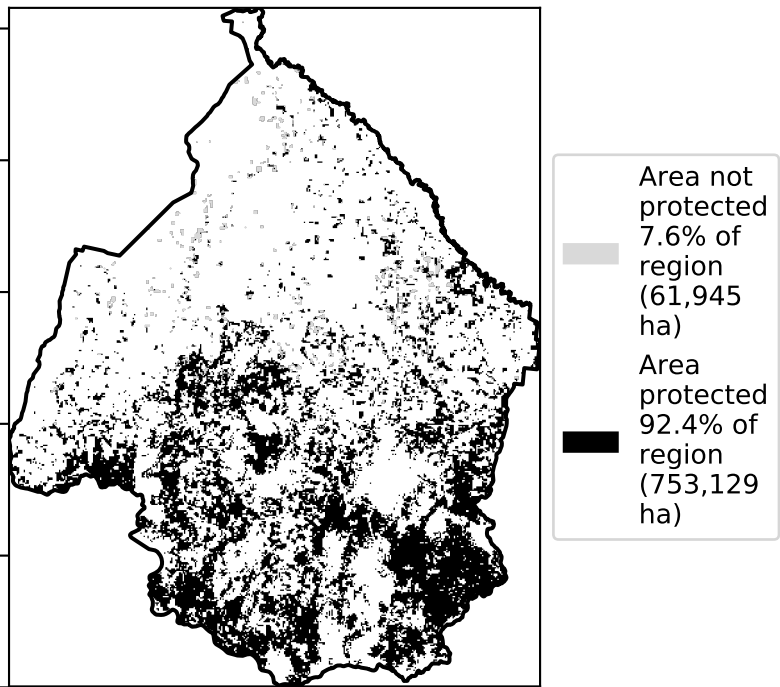 Area not
protected
7.6% of
region
(61,945
ha)
Area
protected
92.4% of
region
(753,129
ha)